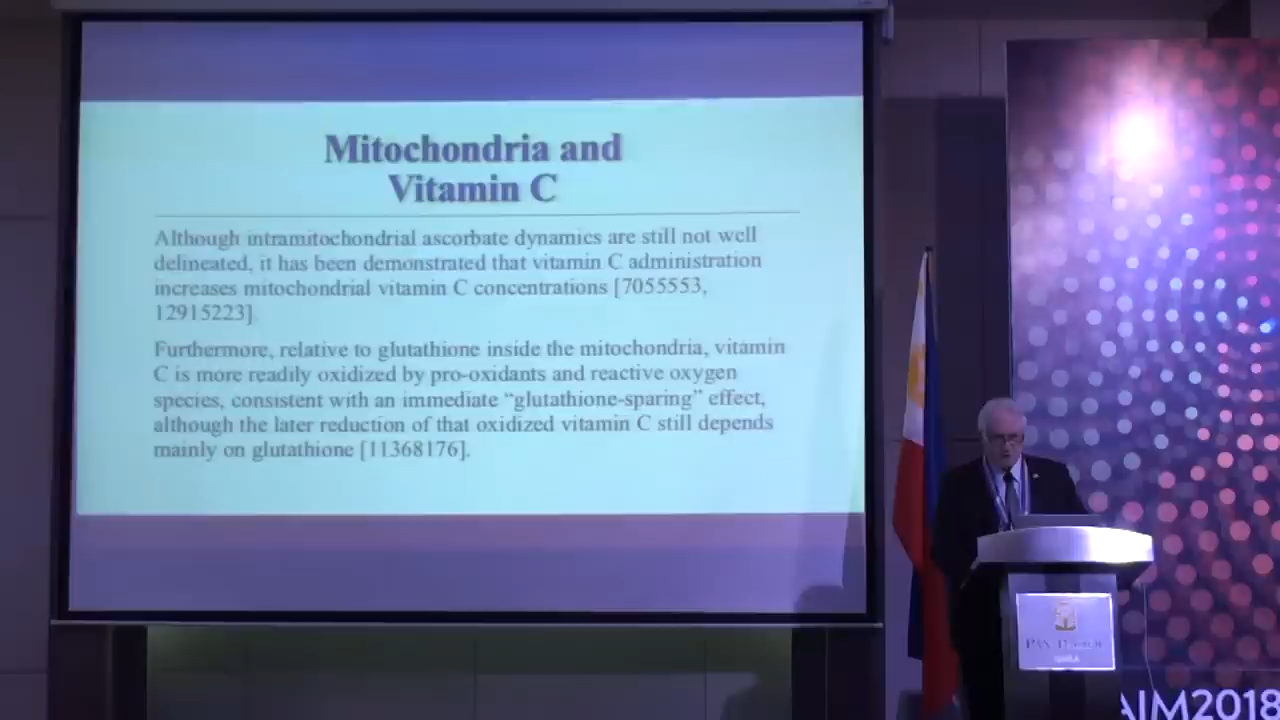 Mitochondria and
Vitamin C
Although intramitochondrial ascorbate dynamics are still not well
delineated, it has been demonstrated that vitamin C administration
increases mitochondrial vitamin C concentrations [7055553,
12915223].
Furthermore, relative to glutathione inside the mitochondria, vitamin
C is more readily oxidized by pro-oxidants and reactive oxygen
species, consistent with an immediate “glutathione-sparing” effect,
although the later reduction of that oxidized vitamin C still depends
mainly on glutathione [11368176].
AIM2018